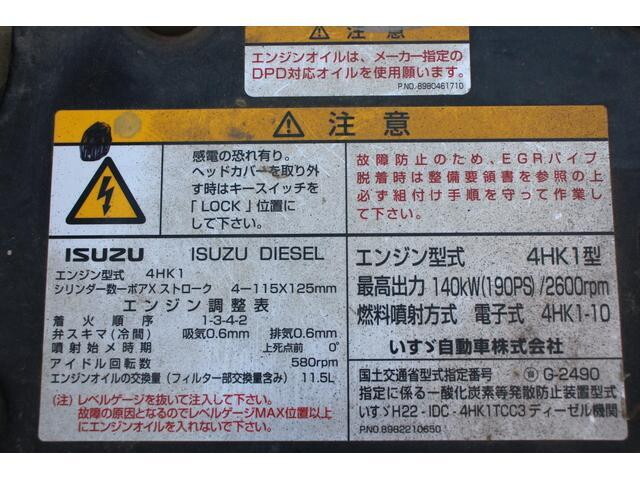 注意
エンジンオイルは、メーカー指定の
DPD対応オイルを使用願います。
P.NO.-8980461710
注意
感電の恐れ有り。
ヘッドカバーを取り外
す時はキースイッチを
「LOCK」位置に
して下さい。
故障防止のため、EGRパイプ
脱着時は整備要領書を参照の上
必ず組付け手順を守って作業し
て下さい。
ISUZU ISUZU DIESEL
エンジン型式 4HK1
シリンダー数ーボアX ストローク 4ー115X125mm
エンジン調整表
着火順序 1-3-4-2
弁スキマ(冷間) 吸気0.6mm 排気0.6mm
噴射始メ時期 上死点前 0°
アイドル回転数 580rpm
エンジンオイルの交換量(フィルター部交換量含み) 11.5L
(注)レベルゲージを抜いて注入して下さい。
故障の原因となるのでレベルゲージMAX位置以上
にエンジンオイルを入れないで下さい。
エンジン型式 4HK1型
最高出力 140kW(190PS)/2600rpm
燃料噴射方式 電子式 4HK1-10
いすゞ自動車株式会社
国土交通省型式指定番号 G-2490
指定に係る一酸化炭素等発散防止装置型式
いすゞH22-IDC-4HK1TCC3ディーゼル機関
P.NO.8982210650